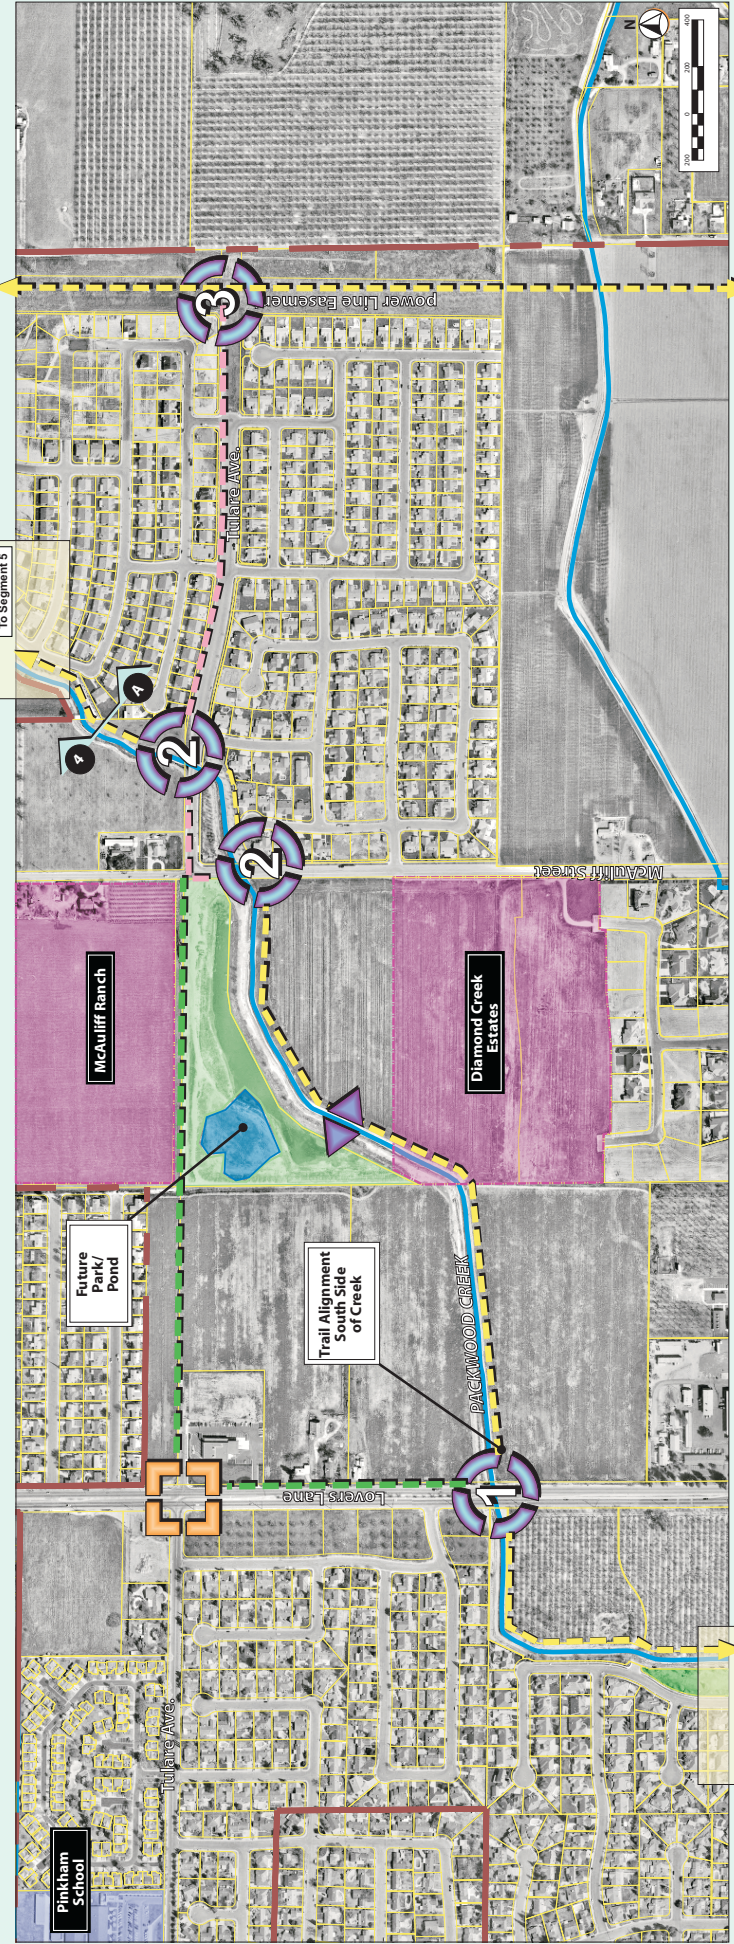 N
400
200
0
200
3
power Line Easemen
Tulare Ave.
To Segment 5
A
4
2
2
McAuliff Street
McAuliff Ranch
Diamond Creek
Estates
Future
Park/
Pond
Trail Alignment
South Side
of Creek
PACKWOOD CREEK
1
Lovers Lane
Tulare Ave.
Pinkham
School